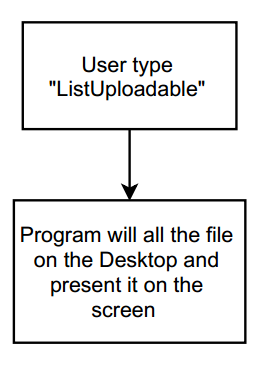 User type
"ListUploadable"
Program will all the file
on the Desktop and
present it on the
screen